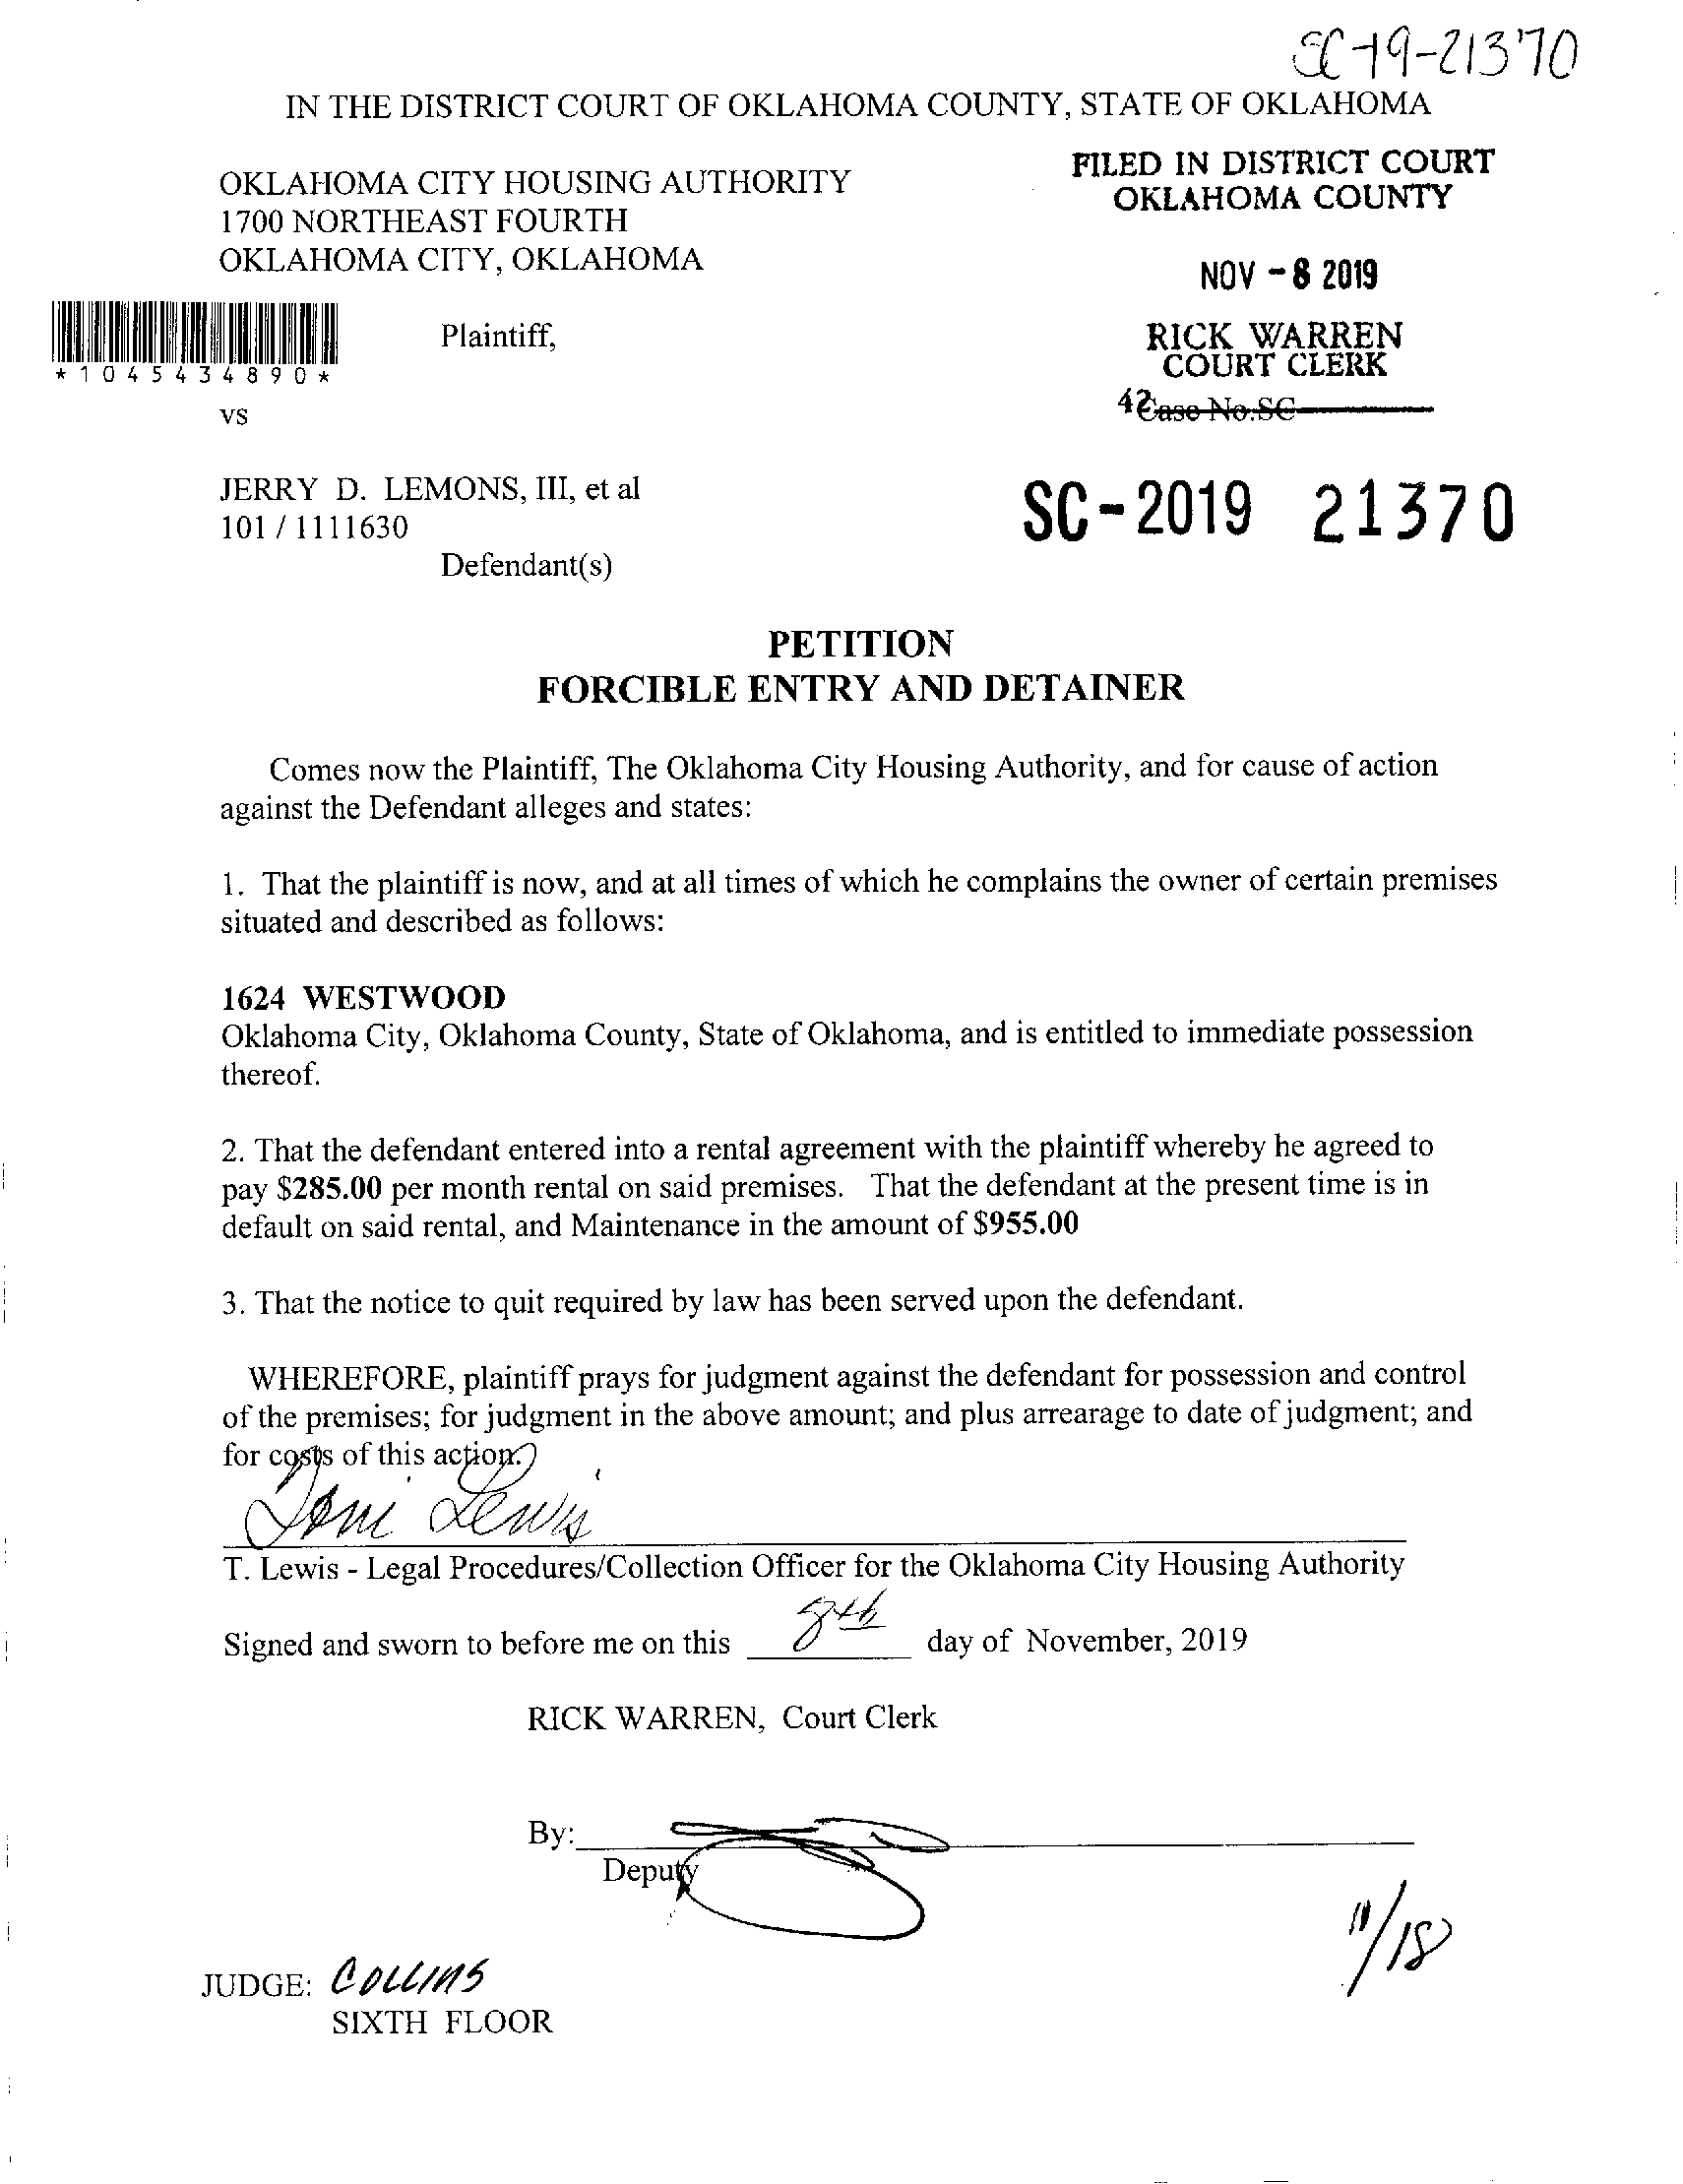 SC-19-21370
IN THE DISTRICT COURT OF OKLAHOMA COUNTY, STATE OF OKLAHOMA
OKLAHOMA CITY HOUSING AUTHORITY
1700 NORTHEAST FOURTH
OKLAHOMA CITY, OKLAHOMA
FILED IN DISTRICT COURT
OKLAHOMA COUNTY
NOV - 8 2019
RICK WARREN
COURT CLERK
42 Case No. SC
*1045434890*
Plaintiff,
vs
JERRY D. LEMONS, III, et al
101 / 1111630
Defendant(s)
SC-2019 21370
PETITION
FORCIBLE ENTRY AND DETAINER
Comes now the Plaintiff, The Oklahoma City Housing Authority, and for cause of action
against the Defendant alleges and states:
1. That the plaintiff is now, and at all times of which he complains the owner of certain premises
situated and described as follows:
1624 WESTWOOD
Oklahoma City, Oklahoma County, State of Oklahoma, and is entitled to immediate possession
thereof.
2. That the defendant entered into a rental agreement with the plaintiff whereby he agreed to
pay $285.00 per month rental on said premises. That the defendant at the present time is in
default on said rental, and Maintenance in the amount of $955.00
3. That the notice to quit required by law has been served upon the defendant.
WHEREFORE, plaintiff prays for judgment against the defendant for possession and control
of the premises; for judgment in the above amount; and plus arrearage to date of judgment; and
for costs of this action.
Toni Lewis
T. Lewis - Legal Procedures/Collection Officer for the Oklahoma City Housing Authority
Signed and sworn to before me on this 8th day of November, 2019
RICK WARREN, Court Clerk
By:
Deputy
11/18
JUDGE: COLLINS
SIXTH FLOOR